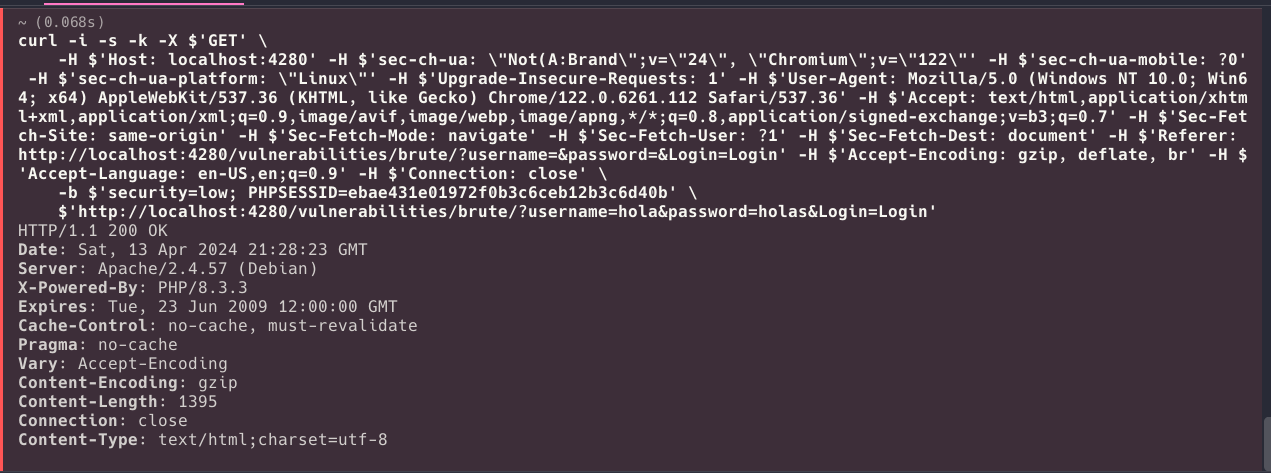 ~ (0.068s)
curl -i -s -k -X $'GET' \
    -H $'Host: localhost:4280' -H $'sec-ch-ua: \"Not(A:Brand\";v=\"24\", \"Chromium\";v=\"122\"' -H $'sec-ch-ua-mobile: ?0'
 -H $'sec-ch-ua-platform: \"Linux\"' -H $'Upgrade-Insecure-Requests: 1' -H $'User-Agent: Mozilla/5.0 (Windows NT 10.0; Win6
4; x64) AppleWebKit/537.36 (KHTML, like Gecko) Chrome/122.0.6261.112 Safari/537.36' -H $'Accept: text/html,application/xhtm
l+xml,application/xml;q=0.9,image/avif,image/webp,image/apng,*/*;q=0.8,application/signed-exchange;v=b3;q=0.7' -H $'Sec-Fet
ch-Site: same-origin' -H $'Sec-Fetch-Mode: navigate' -H $'Sec-Fetch-User: ?1' -H $'Sec-Fetch-Dest: document' -H $'Referer:
http://localhost:4280/vulnerabilities/brute/?username=&password=&Login=Login' -H $'Accept-Encoding: gzip, deflate, br' -H $
'Accept-Language: en-US,en;q=0.9' -H $'Connection: close' \
    -b $'security=low; PHPSESSID=ebae431e01972f0b3c6ceb12b3c6d40b' \
    $'http://localhost:4280/vulnerabilities/brute/?username=hola&password=holas&Login=Login'
HTTP/1.1 200 OK
Date: Sat, 13 Apr 2024 21:28:23 GMT
Server: Apache/2.4.57 (Debian)
X-Powered-By: PHP/8.3.3
Expires: Tue, 23 Jun 2009 12:00:00 GMT
Cache-Control: no-cache, must-revalidate
Pragma: no-cache
Vary: Accept-Encoding
Content-Encoding: gzip
Content-Length: 1395
Connection: close
Content-Type: text/html;charset=utf-8